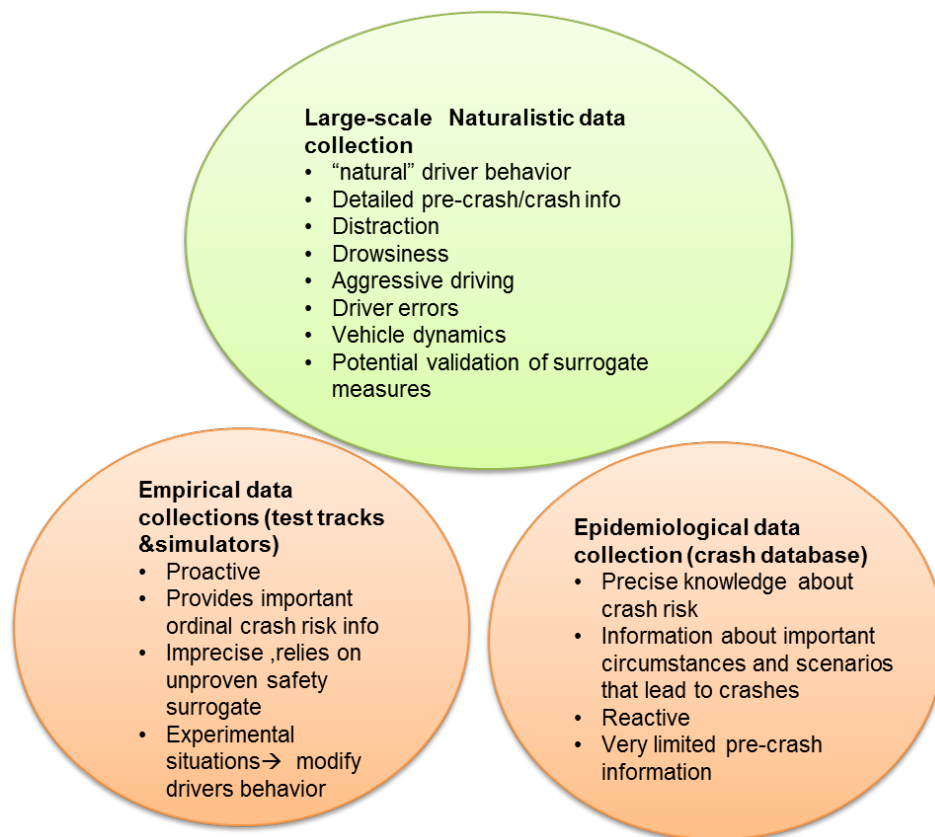 Large-scale Naturalistic data
collection
• “natural” driver behavior
• Detailed pre-crash/crash info
• Distraction
• Drowsiness
• Aggressive driving
• Driver errors
• Vehicle dynamics
• Potential validation of surrogate
measures
Empirical data
collections (test tracks
&simulators)
• Proactive
• Provides important
ordinal crash risk info
• Imprecise ,relies on
unproven safety
surrogate
• Experimental
situations→ modify
drivers behavior
Epidemiological data
collection (crash database)
• Precise knowledge about
crash risk
• Information about important
circumstances and scenarios
that lead to crashes
• Reactive
• Very limited pre-crash
information